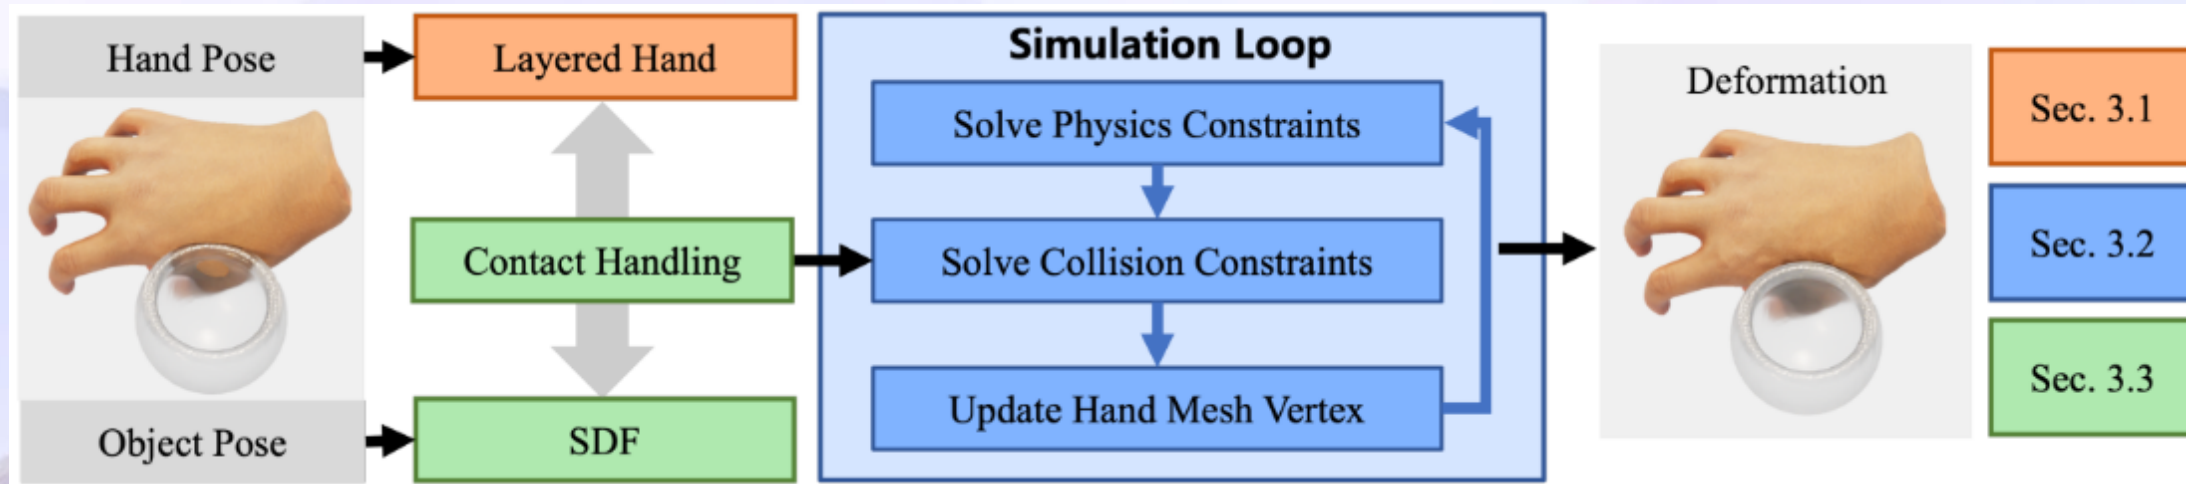 Hand Pose
Object Pose
Layered Hand
Contact Handling
SDF
Simulation Loop
Solve Physics Constraints
Solve Collision Constraints
Update Hand Mesh Vertex
Deformation
Sec. 3.1
Sec. 3.2
Sec. 3.3